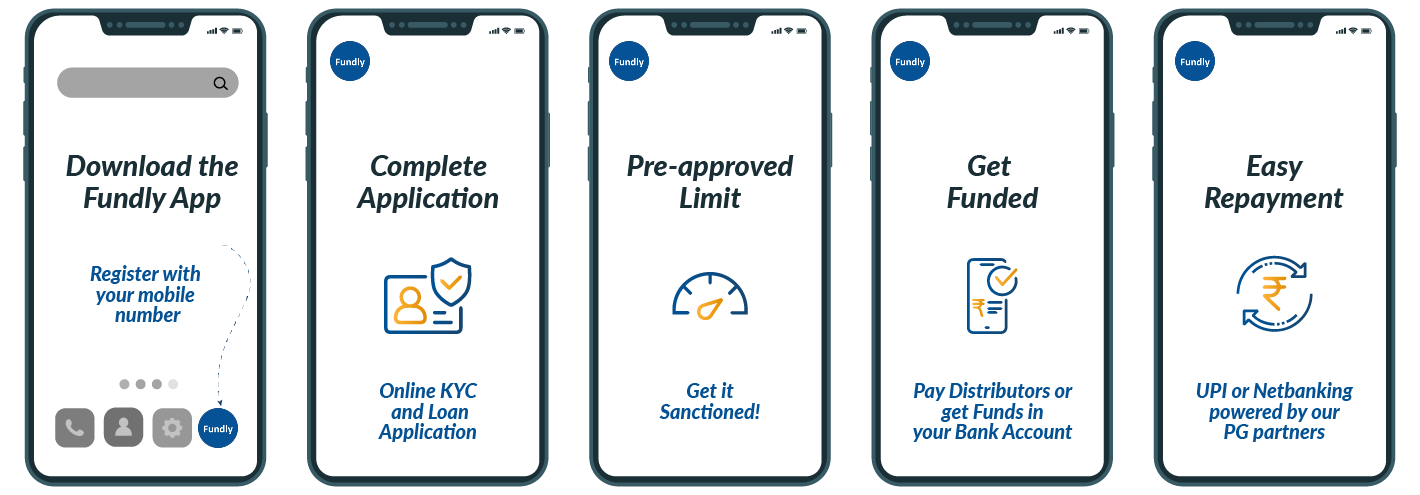 Download the
Fundly App
Register with
your mobile
number
Fundly
Fundly
Complete
Application
Online KYC
and Loan
Application
Fundly
Pre-approved
Limit
Get it
Sanctioned!
Fundly
Get
Funded
₹
Pay Distributors or
get Funds in
your Bank Account
Fundly
Easy
Repayment
₹
UPI or Netbanking
powered by our
PG partners